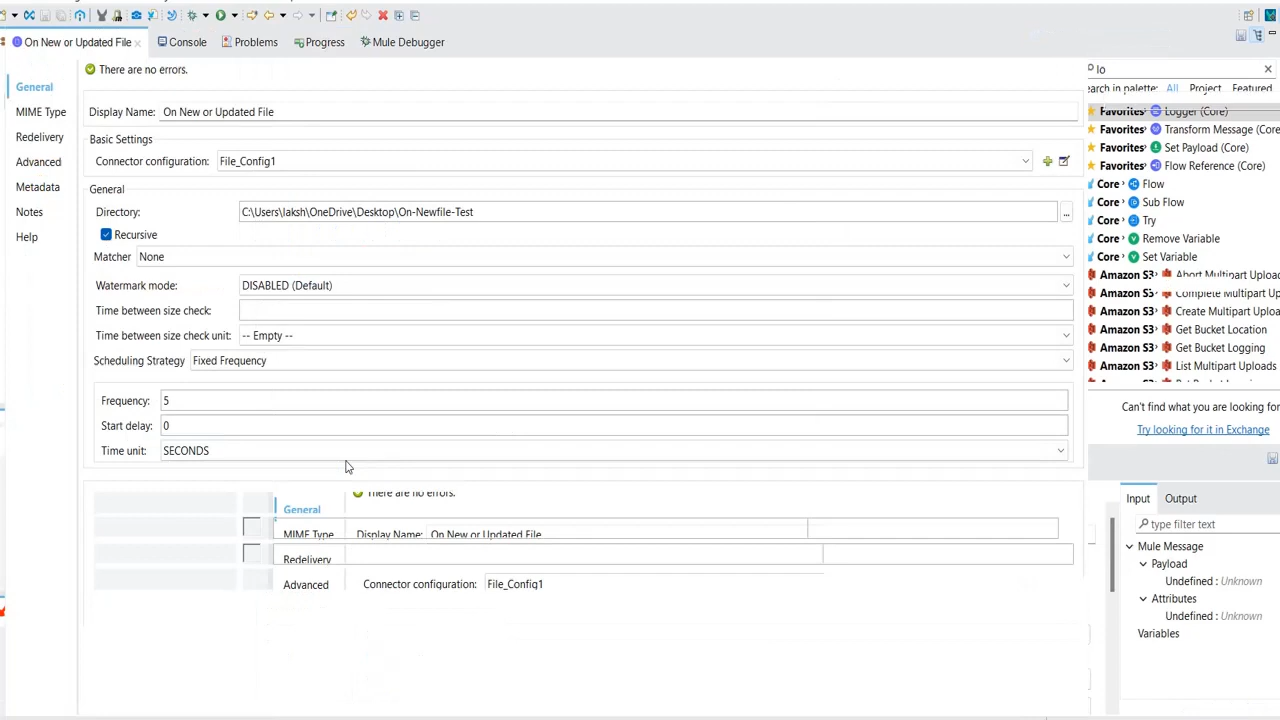 On New or Updated File
Console
Problems
Progress
Mule Debugger
General
MIME Type
Redelivery
Advanced
Metadata
Notes
Help
There are no errors.
Display Name: On New or Updated File
Basic Settings
Connector configuration: File_Config1
General
Directory: C:\Users\laksh\OneDrive\Desktop\On-Newfile-Test
...
Recursive
Matcher None
Watermark mode: DISABLED (Default)
Time between size check:
Time between size check unit: -- Empty --
Scheduling Strategy Fixed Frequency
Frequency: 5
Start delay: 0
Time unit: SECONDS
There are no errors.
General
MIME Type Display Name: On New or Updated File
Redelivery
Advanced Connector configuration: File_Config1
lo
earch in palette: All Project Featured
Favorites Logger (Core)
Favorites Transform Message (Core
Favorites Set Payload (Core)
Favorites Flow Reference (Core)
Core Flow
Core Sub Flow
Core Try
Core Remove Variable
Core Set Variable
Amazon S3 Abort Multipart Upload
Amazon S3 Complete Multipart Up
Amazon S3 Create Multipart Uploa
Amazon S3 Get Bucket Location
Amazon S3 Get Bucket Logging
Amazon S3 List Multipart Uploads
Can't find what you are looking for
Try looking for it in Exchange
Input Output
type filter text
Mule Message
Payload
Undefined : Unknown
Attributes
Undefined : Unknown
Variables